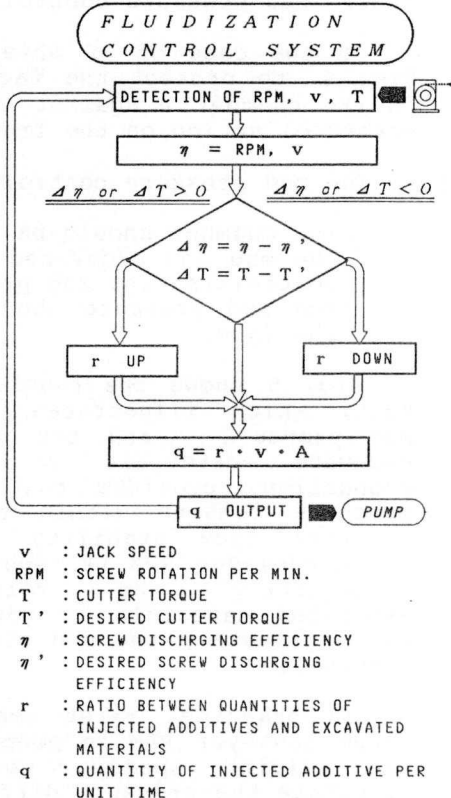 FLUIDIZATION
CONTROL SYSTEM
DETECTION OF RPM, v, T
η = RPM, v
Δη or ΔT>0
Δη or ΔT<0
Δη = η − η'
ΔT = T − T'
r UP
r DOWN
q = r · v · A
q OUTPUT
PUMP
v : JACK SPEED
RPM : SCREW ROTATION PER MIN.
T : CUTTER TORQUE
T' : DESIRED CUTTER TORQUE
η : SCREW DISCHRGING EFFICIENCY
η' : DESIRED SCREW DISCHRGING
EFFICIENCY
r : RATIO BETWEEN QUANTITIES OF
INJECTED ADDITIVES AND EXCAVATED
MATERIALS
q : QUANTITIY OF INJECTED ADDITIVE PER
UNIT TIME